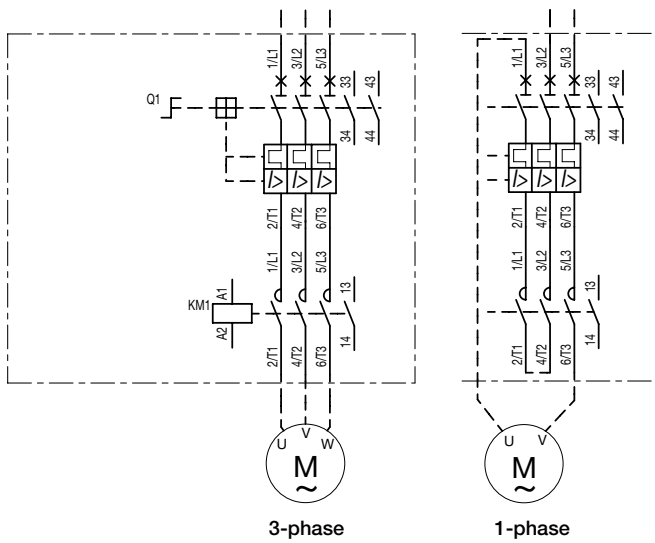 1/L1 3/L2 5/L3
33 43
Q1
34 44
I> I> I>
2/T1 4/T2 6/T3
1/L1 3/L2 5/L3
KM1 A1 13
A2 14
2/T1 4/T2 6/T3
U V W
M
~
3-phase
1/L1 3/L2 5/L3
33 43
34 44
I> I> I>
2/T1 4/T2 6/T3
1/L1 3/L2 5/L3
13
14
2/T1 4/T2 6/T3
U V
M
~
1-phase